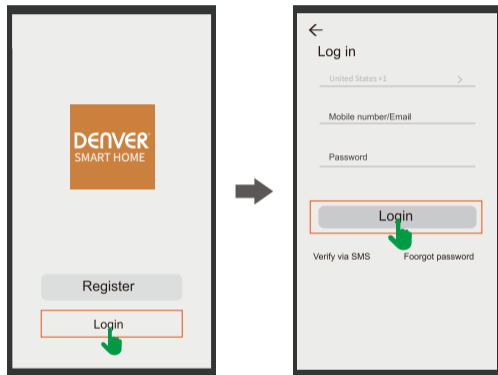 DENVER
SMART HOME
Register
Login
Log in
United States +1
Mobile number/Email
Password
Login
Verify via SMS
Foorgot password